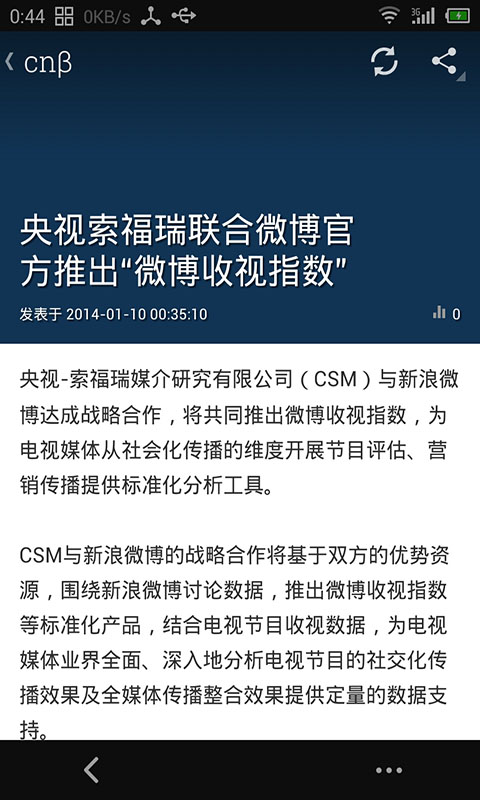 0:44 0KB/s 3G
cnβ
央视索福瑞联合微博官
方推出“微博收视指数”
发表于 2014-01-10 00:35:10 0
央视-索福瑞媒介研究有限公司（CSM）与新浪微
博达成战略合作，将共同推出微博收视指数，为
电视媒体从社会化传播的维度开展节目评估、营
销传播提供标准化分析工具。
CSM与新浪微博的战略合作将基于双方的优势资
源，围绕新浪微博讨论数据，推出微博收视指数
等标准化产品，结合电视节目收视数据，为电视
媒体业界全面、深入地分析电视节目的社交化传
播效果及全媒体传播整合效果提供定量的数据支
持。